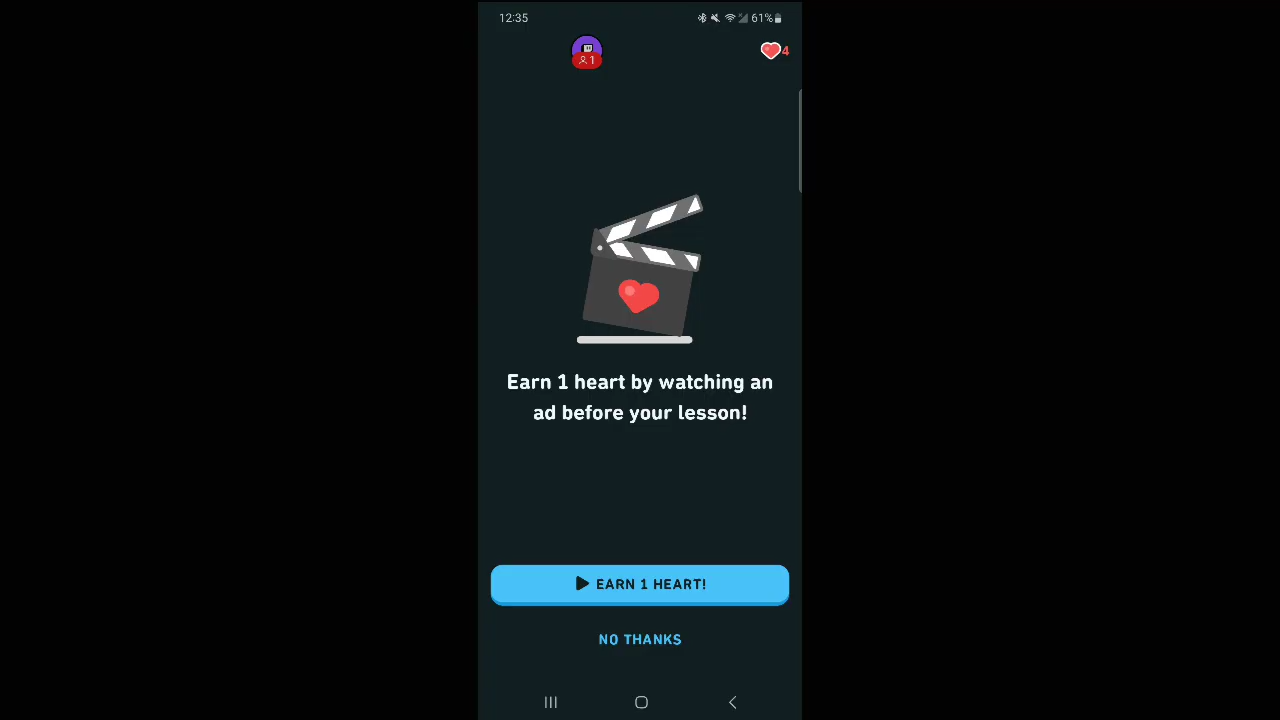 12:35
61%
1
4
Earn 1 heart by watching an
ad before your lesson!
EARN 1 HEART!
NO THANKS